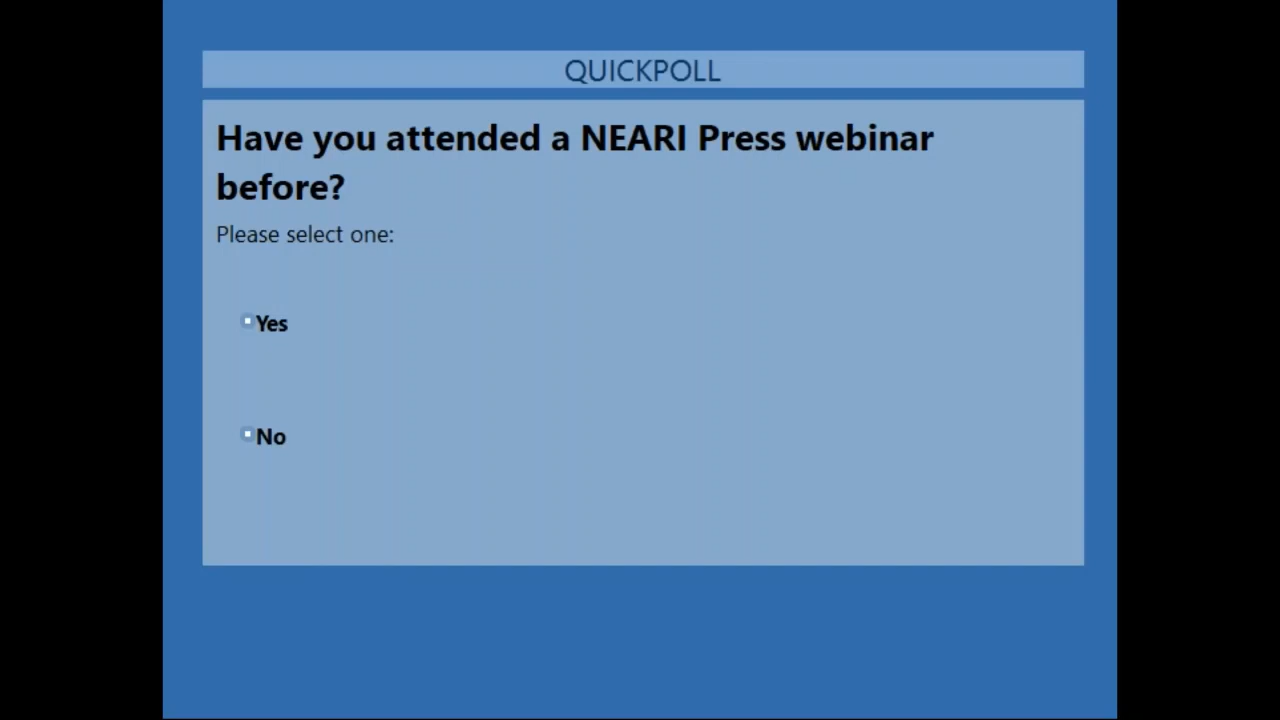 QUICKPOLL
Have you attended a NEARI Press webinar
before?
Please select one:
Yes
No